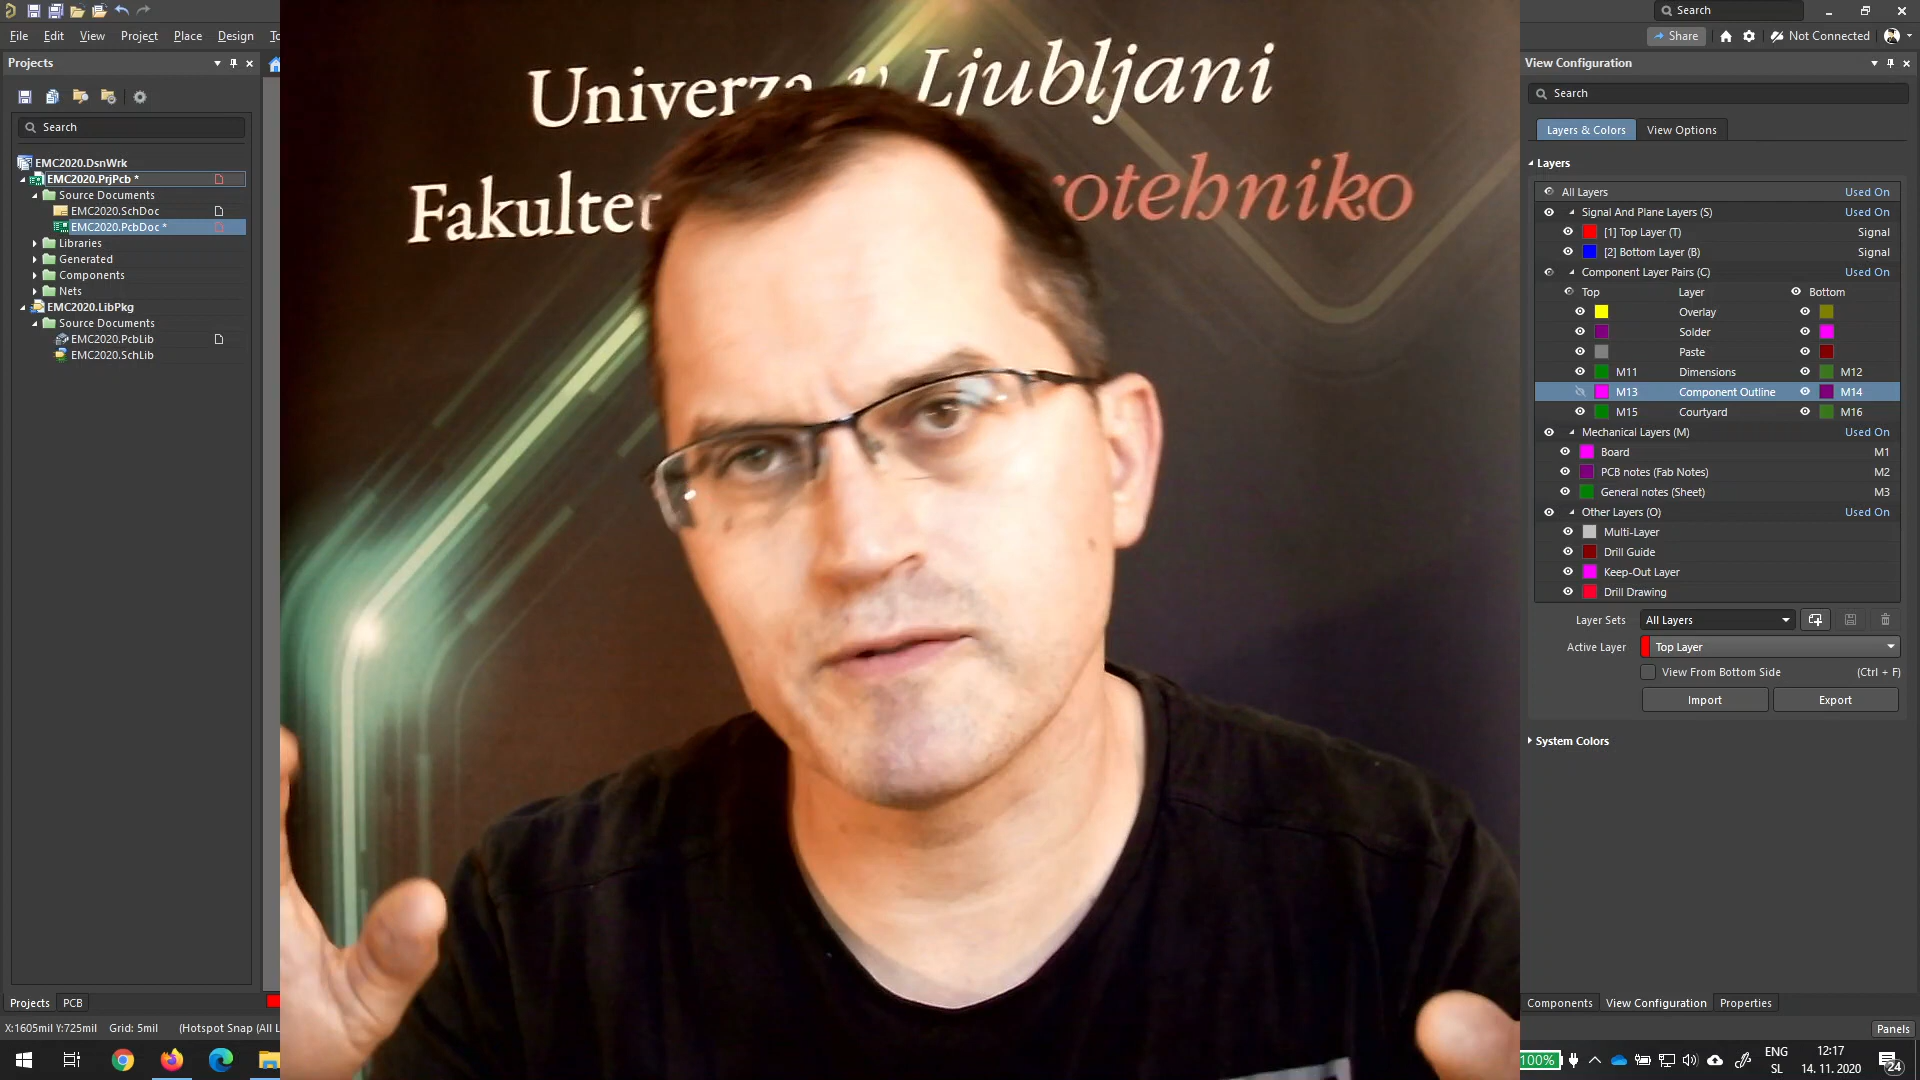 Search
File Edit View Project Place Design To
Share Not Connected
Projects
View Configuration
Search
Search
Layers & Colors View Options
EMC2020.DsnWrk
EMC2020.PrjPcb *
Source Documents
EMC2020.SchDoc
EMC2020.PcbDoc *
Libraries
Generated
Components
Nets
EMC2020.LibPkg
Source Documents
EMC2020.PcbLib
EMC2020.SchLib
Univerza v Ljubljani
Fakultet rotehniko
Layers
All Layers Used On
Signal And Plane Layers (S) Used On
[1] Top Layer (T) Signal
[2] Bottom Layer (B) Signal
Component Layer Pairs (C) Used On
Top Layer Bottom
Overlay
Solder
Paste
M11 Dimensions M12
M13 Component Outline M14
M15 Courtyard M16
Mechanical Layers (M) Used On
Board M1
PCB notes (Fab Notes) M2
General notes (Sheet) M3
Other Layers (O) Used On
Multi-Layer
Drill Guide
Keep-Out Layer
Drill Drawing
Layer Sets All Layers
Active Layer Top Layer
View From Bottom Side (Ctrl + F)
Import Export
System Colors
Projects PCB
Components View Configuration Properties
X:1605mil Y:725mil Grid: 5mil (Hotspot Snap (All L
Panels
100%
ENG
SL
12:17
14. 11. 2020
24